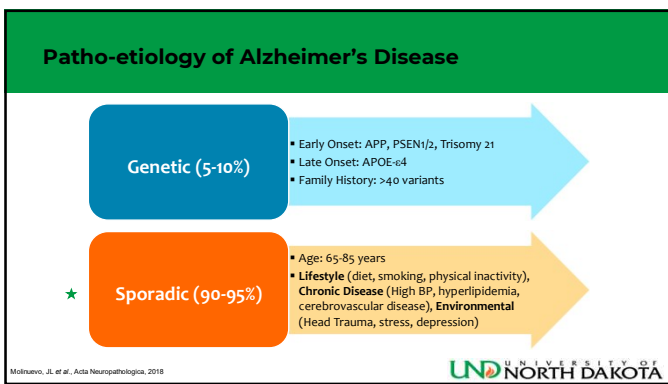 Patho-etiology of Alzheimer's Disease
Genetic (5-10%)
▪ Early Onset: APP, PSEN1/2, Trisomy 21
▪ Late Onset: APOE-ε4
▪ Family History: >40 variants
★ Sporadic (90-95%)
▪ Age: 65-85 years
▪ Lifestyle (diet, smoking, physical inactivity),
Chronic Disease (High BP, hyperlipidemia,
cerebrovascular disease), Environmental
(Head Trauma, stress, depression)
Molinuevo, JL et al., Acta Neuropathologica, 2018
UND UNIVERSITY OF
NORTH DAKOTA